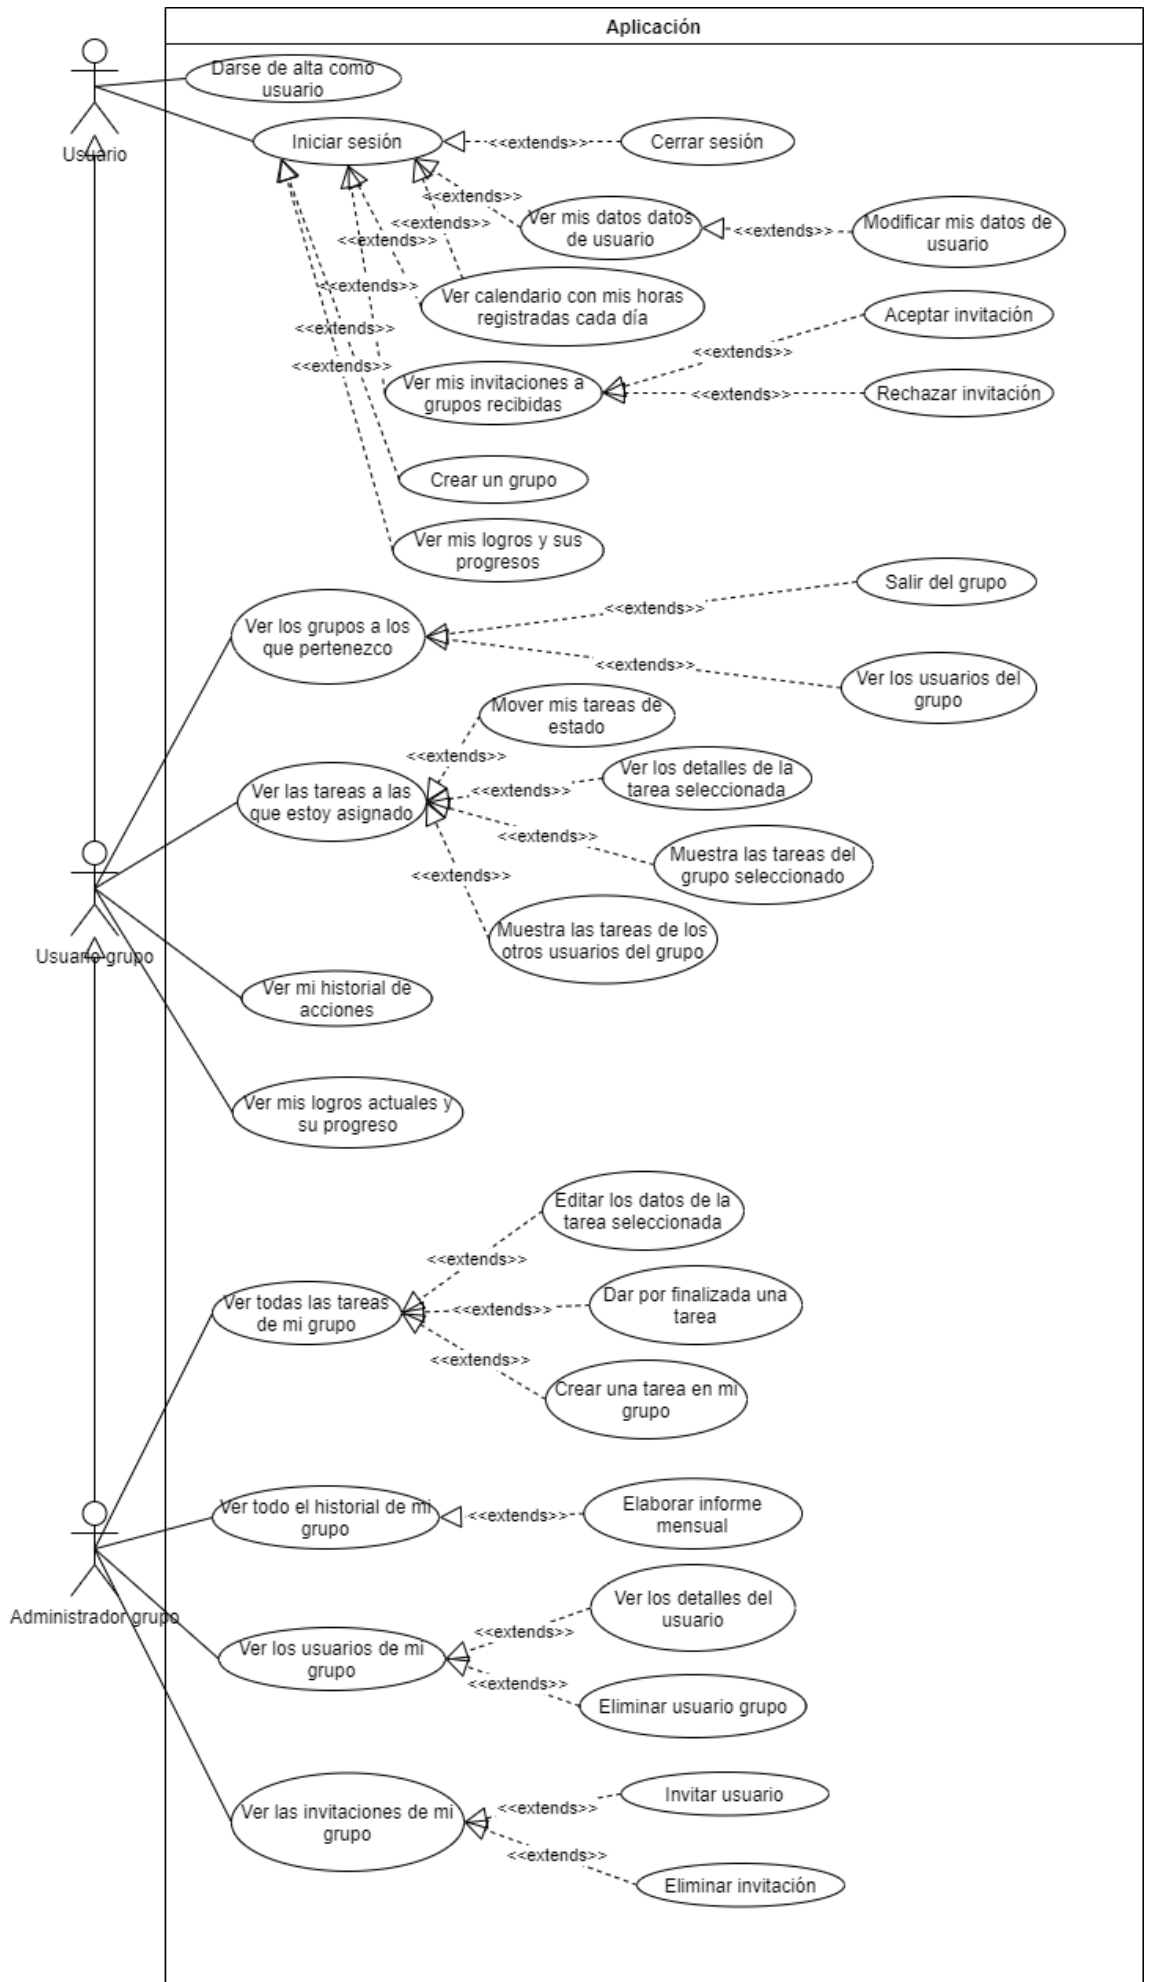 Aplicación
Darse de alta como
usuario
Usuario
Iniciar sesión
<<extends>>
Cerrar sesión
<<extends>>
Ver mis datos datos
de usuario
<<extends>>
Modificar mis datos de
usuario
<<extends>>
<<extends>>
Ver calendario con mis horas
registradas cada día
<<extends>>
Aceptar invitación
<<extends>>
<<extends>>
<<extends>>
Ver mis invitaciones a
grupos recibidas
<<extends>>
Rechazar invitación
Crear un grupo
Ver mis logros y sus
progresos
Salir del grupo
<<extends>>
Ver los grupos a los
que pertenezco
<<extends>>
Ver los usuarios del
grupo
Mover mis tareas de
estado
<<extends>>
Ver los detalles de la
tarea seleccionada
Ver las tareas a las
que estoy asignado
<<extends>>
<<extends>>
Muestra las tareas del
grupo seleccionado
<<extends>>
Muestra las tareas de los
otros usuarios del grupo
Usuario grupo
Ver mi historial de
acciones
Ver mis logros actuales y
su progreso
Editar los datos de la
tarea seleccionada
<<extends>>
Ver todas las tareas
de mi grupo
<<extends>>
Dar por finalizada una
tarea
<<extends>>
Crear una tarea en mi
grupo
Ver todo el historial de mi
grupo
<<extends>>
Elaborar informe
mensual
Administrador grupo
Ver los detalles del
usuario
<<extends>>
Ver los usuarios de mi
grupo
<<extends>>
Eliminar usuario grupo
Invitar usuario
<<extends>>
Ver las invitaciones de mi
grupo
<<extends>>
Eliminar invitación